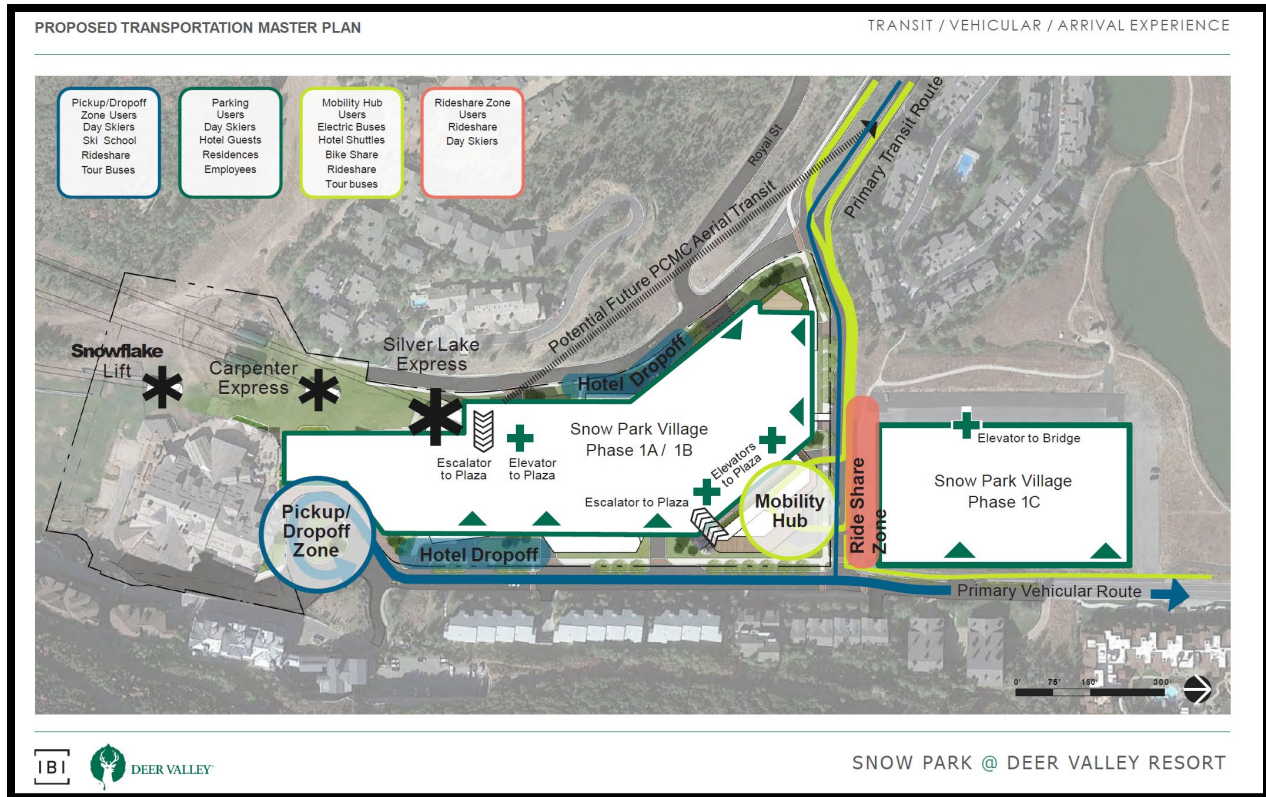 PROPOSED TRANSPORTATION MASTER PLAN
TRANSIT / VEHICULAR / ARRIVAL EXPERIENCE
Pickup/Dropoff
Zone Users
Day Skiers
Ski School
Rideshare
Tour Buses
Parking
Users
Day Skiers
Hotel Guests
Residences
Employees
Mobility Hub
Users
Electric Buses
Hotel Shuttles
Bike Share
Rideshare
Tour buses
Rideshare Zone
Users
Rideshare
Day Skiers
Royal St
Primary Transit Route
Potential Future PCMC Aerial Transit
Snowflake
Lift
Carpenter
Express
Silver Lake
Express
Hotel Dropoff
Snow Park Village
Phase 1A / 1B
Escalator
to Plaza
Elevator
to Plaza
Elevators
to Plaza
Escalator to Plaza
Elevator to Bridge
Snow Park Village
Phase 1C
Pickup/
Dropoff
Zone
Hotel Dropoff
Mobility
Hub
Ride Share
Zone
Primary Vehicular Route
0' 75' 150' 300'
IBI
DEER VALLEY
SNOW PARK @ DEER VALLEY RESORT